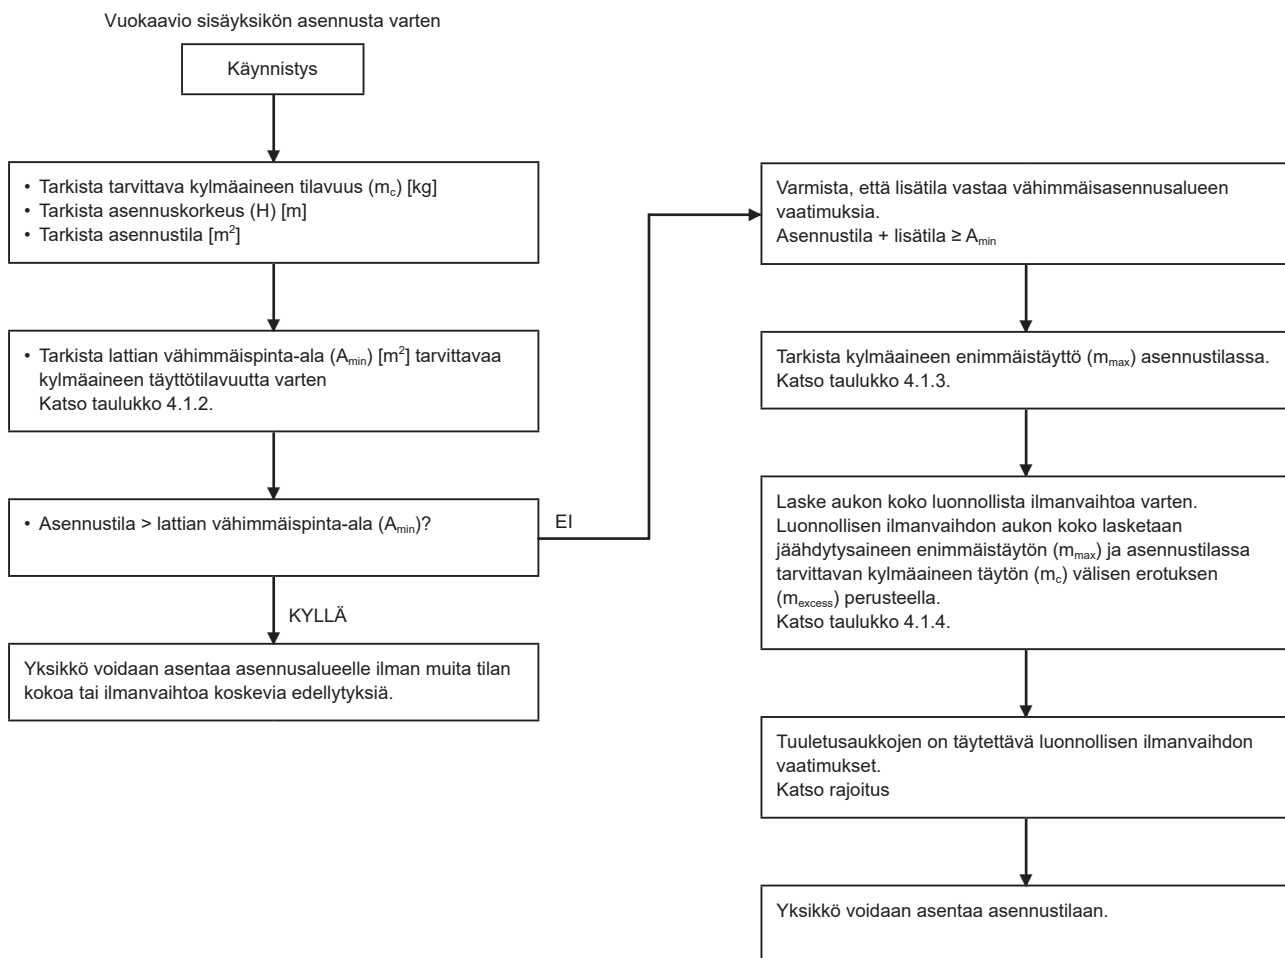 Vuokaavio sisäyksikön asennusta varten
Käynnistys
• Tarkista tarvittava kylmäaineen tilavuus (mc) [kg]
• Tarkista asennuskorkeus (H) [m]
• Tarkista asennustila [m²]
• Tarkista lattian vähimmäispinta-ala (Amin) [m²] tarvittavaa
kylmäaineen täyttötilavuutta varten
Katso taulukko 4.1.2.
• Asennustila > lattian vähimmäispinta-ala (Amin)?
EI
KYLLÄ
Yksikkö voidaan asentaa asennusalueelle ilman muita tilan
kokoa tai ilmanvaihtoa koskevia edellytyksiä.
Varmista, että lisätila vastaa vähimmäisasennusalueen
vaatimuksia.
Asennustila + lisätila ≥ Amin
Tarkista kylmäaineen enimmäistäyttö (mmax) asennustilassa.
Katso taulukko 4.1.3.
Laske aukon koko luonnollista ilmanvaihtoa varten.
Luonnollisen ilmanvaihdon aukon koko lasketaan
jäähdytysaineen enimmäistäytön (mmax) ja asennustilassa
tarvittavan kylmäaineen täytön (mc) välisen erotuksen
(mexcess) perusteella.
Katso taulukko 4.1.4.
Tuuletusaukkojen on täytettävä luonnollisen ilmanvaihdon
vaatimukset.
Katso rajoitus
Yksikkö voidaan asentaa asennustilaan.